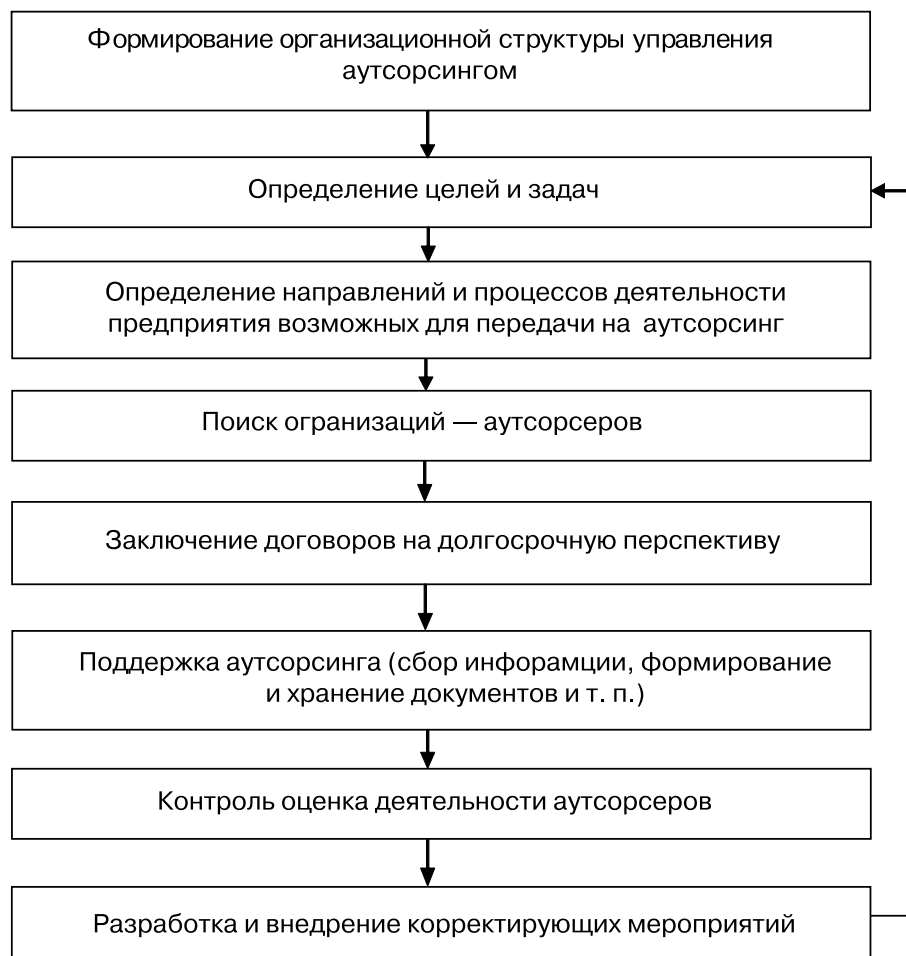 Формирование организационной структуры управления
аутсорсингом
Определение целей и задач
Определение направлений и процессов деятельности
предприятия возможных для передачи на аутсорсинг
Поиск огранизаций — аутсорсеров
Заключение договоров на долгосрочную перспективу
Поддержка аутсорсинга (сбор инфорамции, формирование
и хранение документов и т. п.)
Контроль оценка деятельности аутсорсеров
Разработка и внедрение корректирующих мероприятий